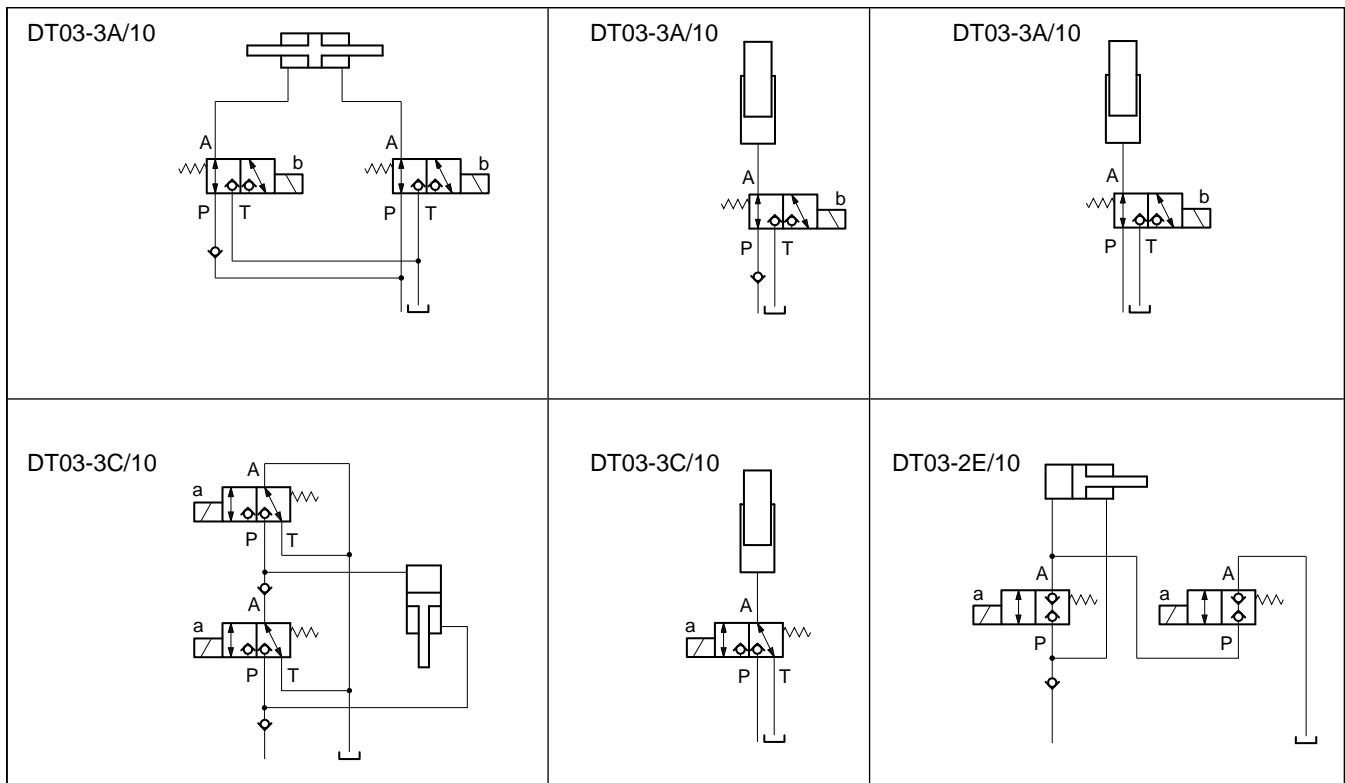 DT03-3A/10
A A
b b
P T P T
DT03-3A/10
A
b
P T
DT03-3A/10
A
b
P T
DT03-3C/10
A
a
P T
A
a
P T
DT03-3C/10
A
a
P T
DT03-2E/10
A A
a a
P P